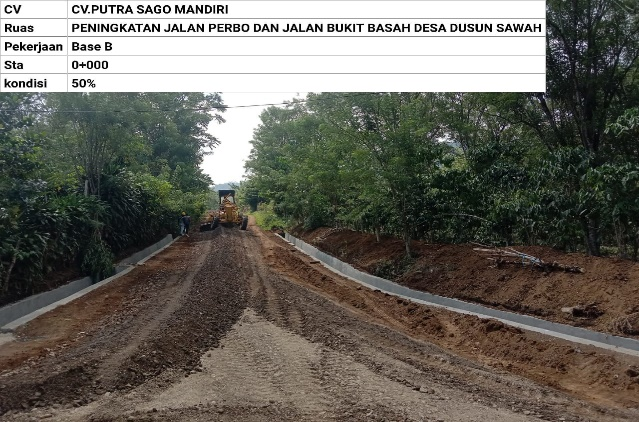 CV CV.PUTRA SAGO MANDIRI
Ruas PENINGKATAN JALAN PERBO DAN JALAN BUKIT BASAH DESA DUSUN SAWAH
Pekerjaan Base B
Sta 0+000
kondisi 50%